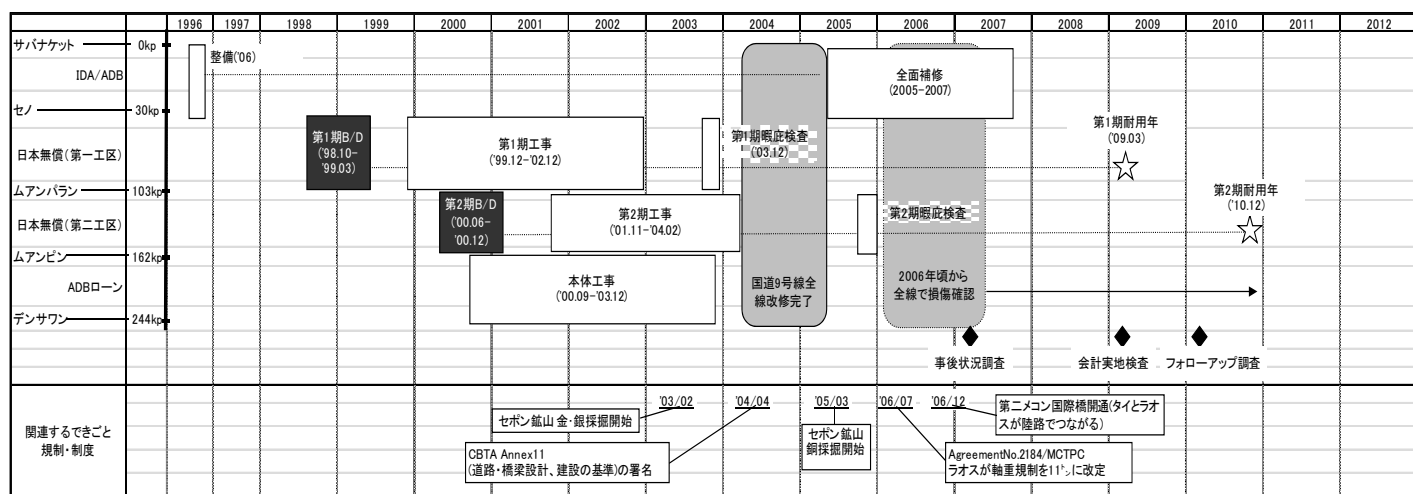 1996 1997 1998 1999 2000 2001 2002 2003 2004 2005 2006 2007 2008 2009 2010 2011 2012
サバナケット 0kp
整備('06)
IDA/ADB
全面補修
(2005-2007)
セノ 30kp
第1期B/D
('98.10-
'99.03)
第1期工事
('99.12-'02.12)
第1期瑕疵検査
('03.12)
第1期耐用年
('09.03)
日本無償(第一工区)
ムアンパラン 103kp
第2期B/D
('00.06-
'00.12)
第2期工事
('01.11-'04.02)
第2期瑕疵検査
第2期耐用年
('10.12)
日本無償(第二工区)
ムアンピン 162kp
本体工事
('00.09-'03.12)
国道9号線全
線改修完了
2006年頃から
全線で損傷確認
ADBローン
デンサワン 244kp
事後状況調査 会計実地検査 フォローアップ調査
関連するできごと
規制・制度
'03/02 '04/04 '05/03 '06/07 '06/12
セポン鉱山 金・銀採掘開始
CBTA Annex11
(道路・橋梁設計、建設の基準)の署名
セポン鉱山
銅採掘開始
第二メコン国際橋開通(タイとラオ
スが陸路でつながる)
AgreementNo.2184/MCTPC
ラオスが軸重規制を11㌧に改定